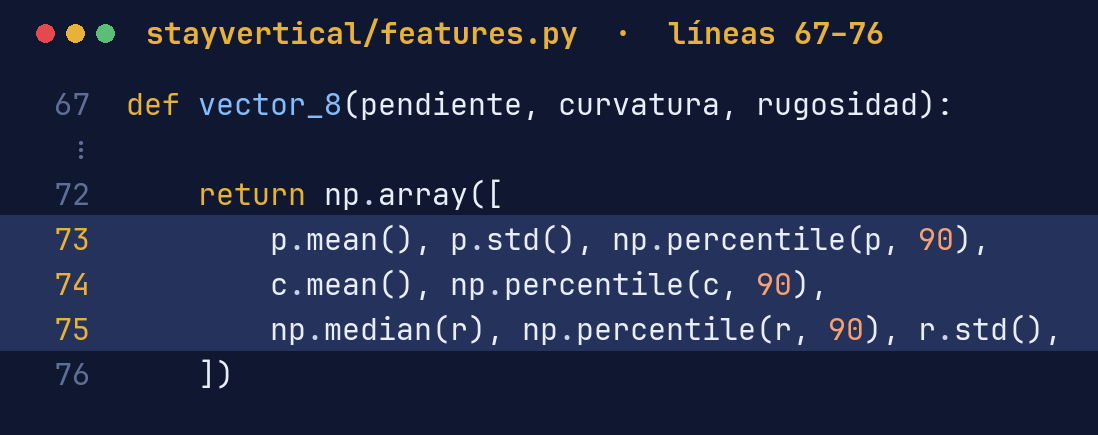 stayvertical/features.py · líneas 67-76
67 def vector_8(pendiente, curvatura, rugosidad):
⋮
72     return np.array([
73         p.mean(), p.std(), np.percentile(p, 90),
74         c.mean(), np.percentile(c, 90),
75         np.median(r), np.percentile(r, 90), r.std(),
76     ])